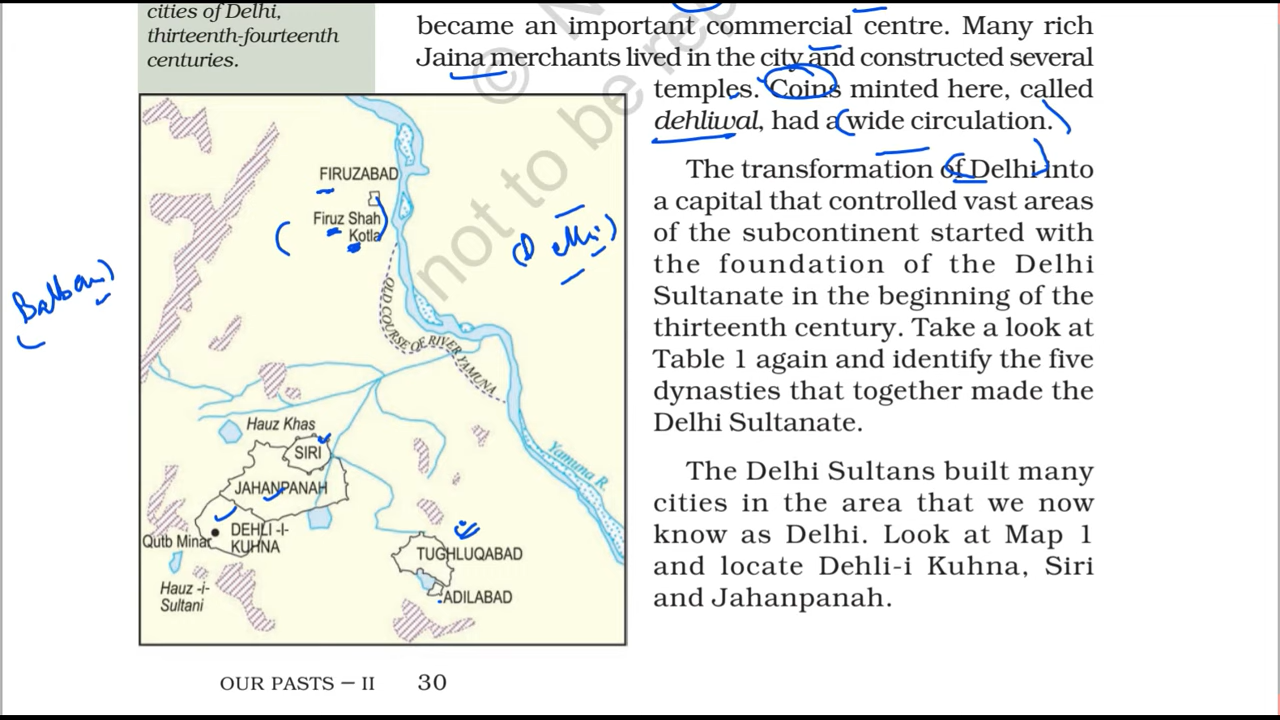 cities of Delhi,
thirteenth-fourteenth
centuries.
became an important commercial centre. Many rich
Jaina merchants lived in the city and constructed several
temples. Coins minted here, called
dehliwal, had a wide circulation.
The transformation of Delhi into
a capital that controlled vast areas
of the subcontinent started with
the foundation of the Delhi
Sultanate in the beginning of the
thirteenth century. Take a look at
Table 1 again and identify the five
dynasties that together made the
Delhi Sultanate.
The Delhi Sultans built many
cities in the area that we now
know as Delhi. Look at Map 1
and locate Dehli-i Kuhna, Siri
and Jahanpanah.
FIRUZABAD
Firuz Shah
Kotla
(Delhi)
Balban)
OLD COURSE OF RIVER YAMUNA
Hauz Khas
SIRI
JAHANPANAH
Yamuna R.
DEHLI -I-
KUHNA
Qutb Minar
TUGHLUQABAD
Hauz -i-
Sultani
ADILABAD
© N
not to be re
OUR PASTS – II 30